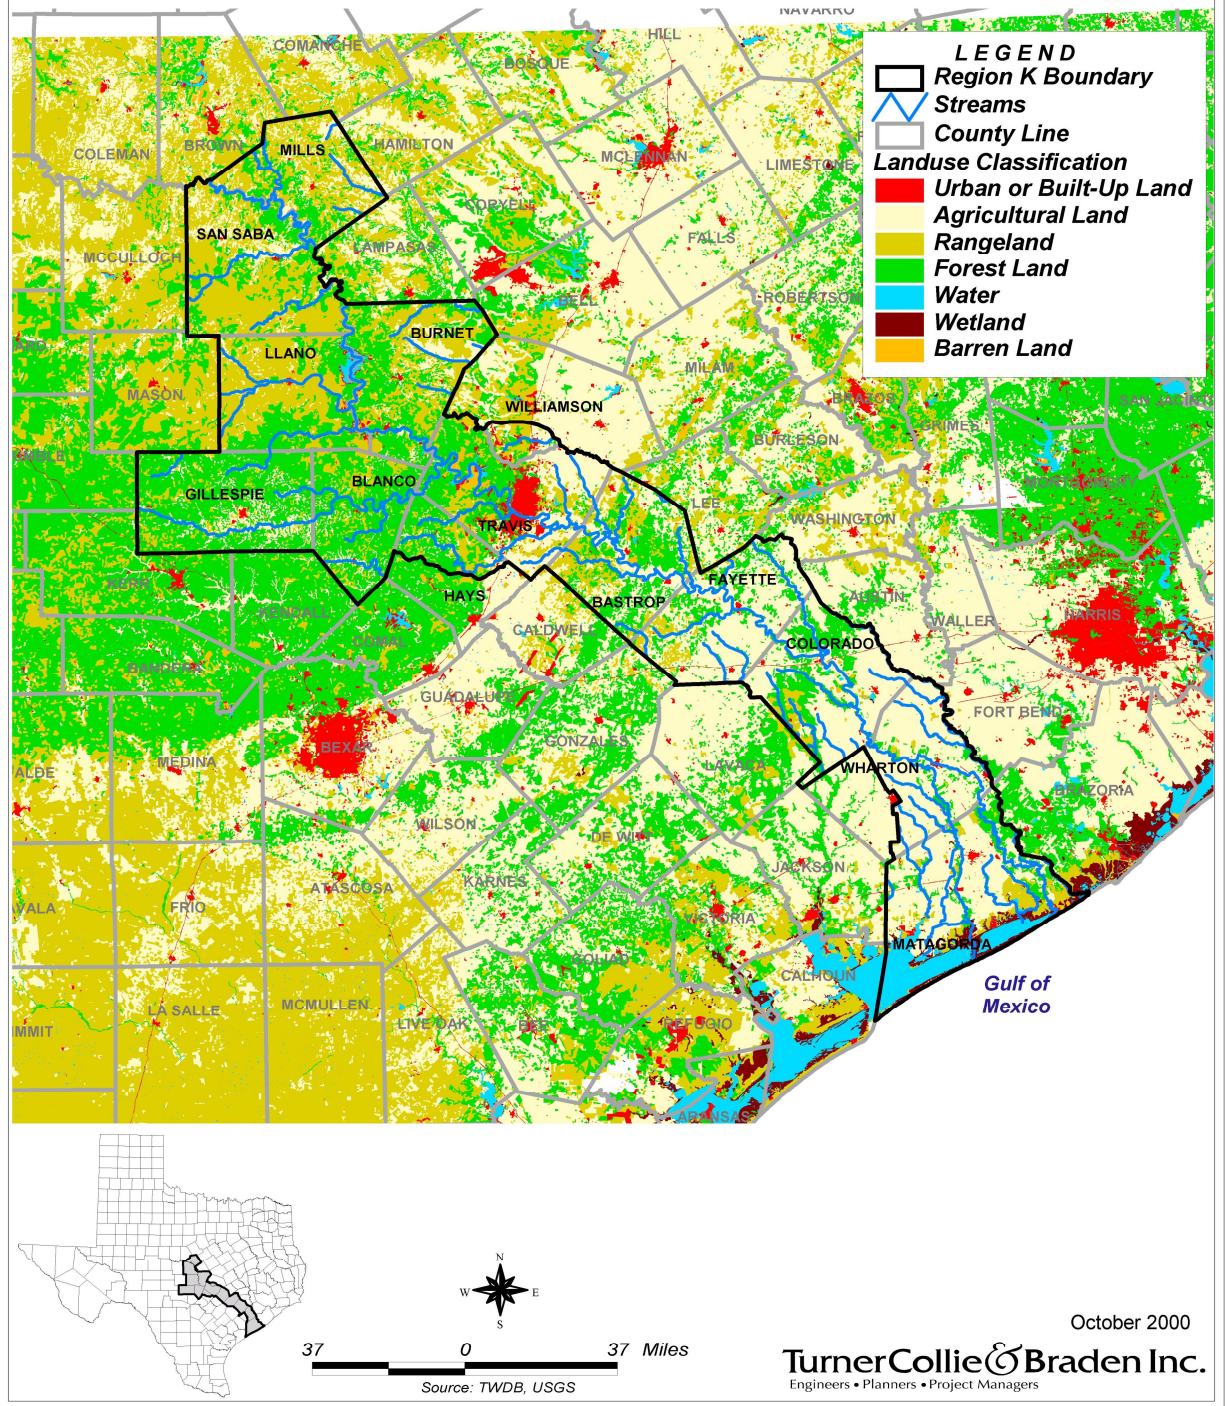 NAVARRO
HILL
COMANCHE
BOSQUE
LEGEND
Region K Boundary
Streams
County Line
Landuse Classification
Urban or Built-Up Land
Agricultural Land
Rangeland
Forest Land
Water
Wetland
Barren Land
COLEMAN
BROWN
MILLS
HAMILTON
MCLENNAN
LIMESTONE
CORYELL
SAN SABA
LAMPASAS
FALLS
MCCULLOCH
BELL
ROBERTSON
BURNET
LLANO
MILAM
MASON
WILLIAMSON
BRAZOS
GRIMES
BURLESON
GILLESPIE
BLANCO
MONTGOMERY
TRAVIS
LEE
WASHINGTON
KERR
FAYETTE
HAYS
BASTROP
AUSTIN
KENDALL
COMAL
CALDWELL
WALLER
HARRIS
COLORADO
BANDERA
GUADALUPE
FORT BEND
BEXAR
GONZALES
MEDINA
LAVACA
WHARTON
ALDE
BRAZORIA
WILSON
DE WITT
KARNES
JACKSON
ATASCOSA
VALA
FRIO
VICTORIA
MATAGORDA
GOLIAD
CALHOUN
Gulf of
Mexico
LA SALLE
MCMULLEN
LIVE OAK
BEE
REFUGIO
MMIT
ARANSAS
N
W
E
S
37 0 37 Miles
Source: TWDB, USGS
October 2000
TurnerCollie&Braden Inc.
Engineers • Planners • Project Managers